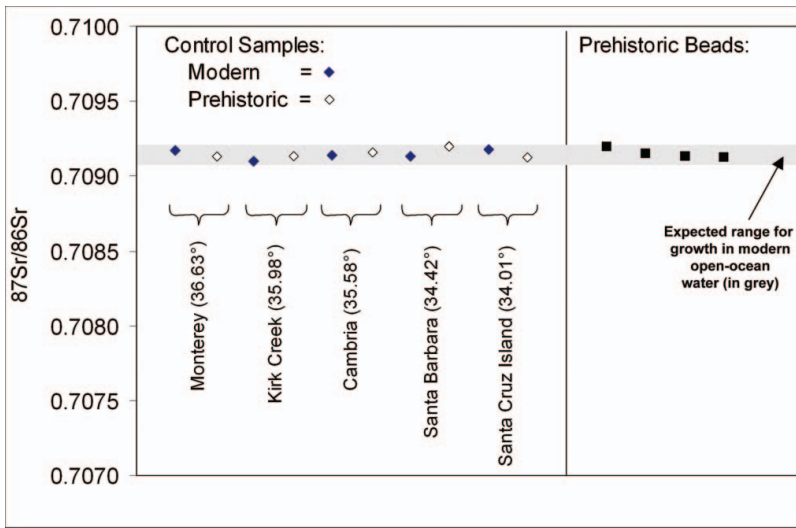 0.7100
0.7095
0.7090
0.7085
0.7080
0.7075
0.7070
87Sr/86Sr
Control Samples:
Modern =
Prehistoric =
Prehistoric Beads:
Monterey (36.63°)
Kirk Creek (35.98°)
Cambria (35.58°)
Santa Barbara (34.42°)
Santa Cruz Island (34.01°)
Expected range for
growth in modern
open-ocean
water (in grey)